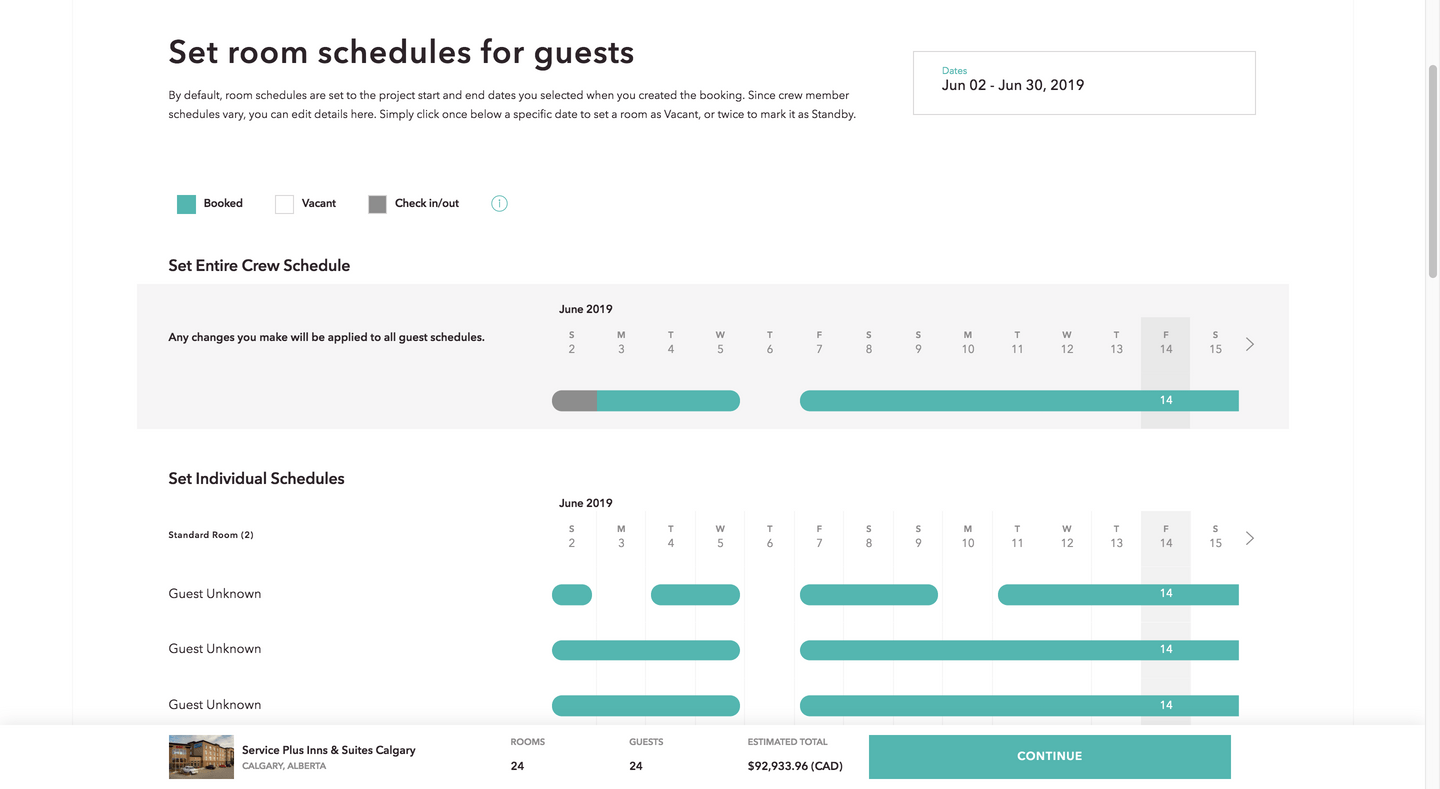 Set room schedules for guests
Dates
Jun 02 - Jun 30, 2019
By default, room schedules are set to the project start and end dates you selected when you created the booking. Since crew member
schedules vary, you can edit details here. Simply click once below a specific date to set a room as Vacant, or twice to mark it as Standby.
Booked Vacant Check in/out i
Set Entire Crew Schedule
June 2019
Any changes you make will be applied to all guest schedules.
S M T W T F S S M T W T F S
2 3 4 5 6 7 8 9 10 11 12 13 14 15
14
Set Individual Schedules
June 2019
Standard Room (2)
S M T W T F S S M T W T F S
2 3 4 5 6 7 8 9 10 11 12 13 14 15
Guest Unknown 14
Guest Unknown 14
Guest Unknown 14
Service Plus Inns & Suites Calgary
CALGARY, ALBERTA
ROOMS
24
GUESTS
24
ESTIMATED TOTAL
$92,933.96 (CAD)
CONTINUE